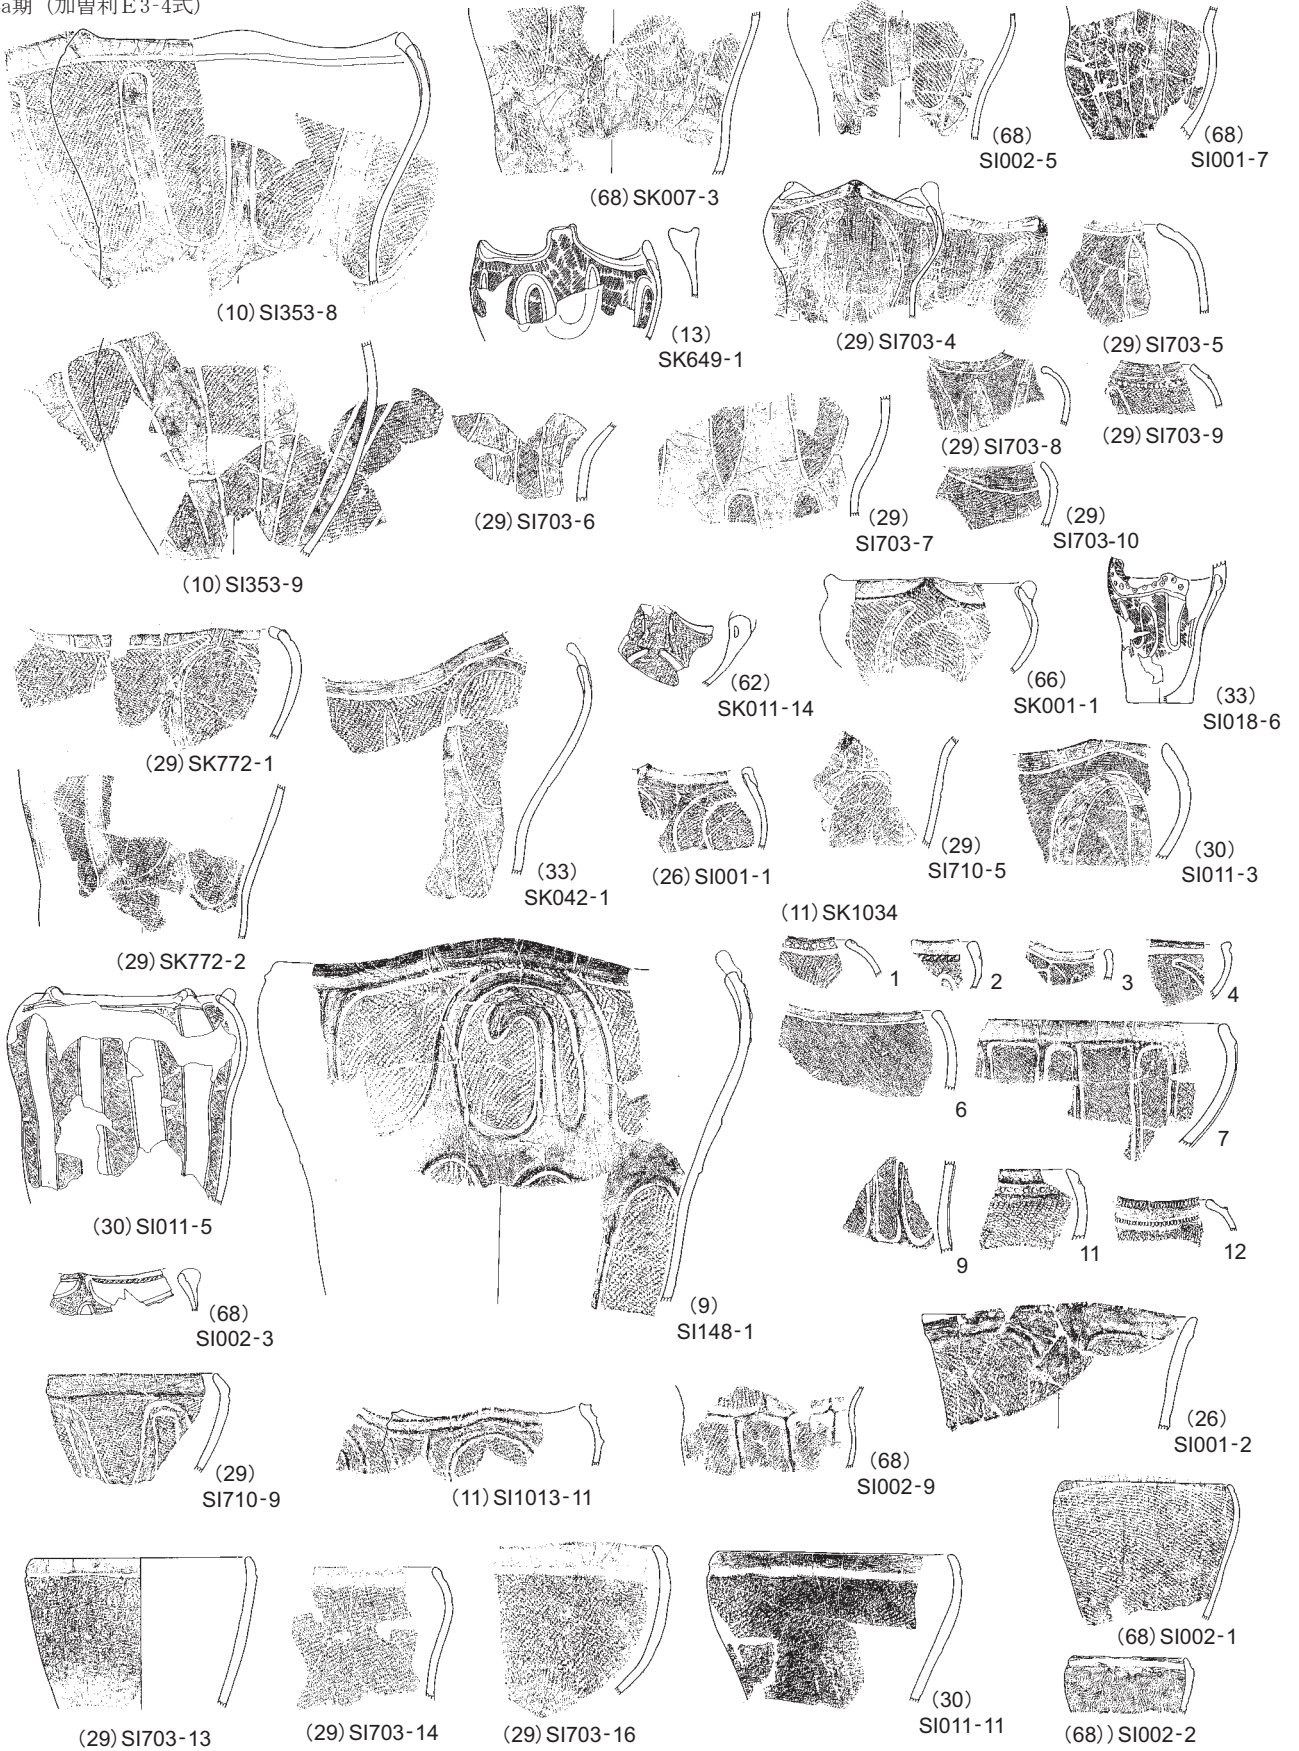 a期（加曽利E3-4式）
(68)SK007-3
(68)
SI002-5
(68)
SI001-7
(10)SI353-8
(13)
SK649-1
(29)SI703-4
(29)SI703-5
(29)SI703-8
(29)SI703-9
(10)SI353-9
(29)SI703-6
(29)
SI703-7
(29)
SI703-10
(29)SK772-1
(62)
SK011-14
(66)
SK001-1
(33)
SI018-6
(33)
SK042-1
(26)SI001-1
(29)
SI710-5
(30)
SI011-3
(29)SK772-2
(11)SK1034
1
2
3
4
6
7
9
11
12
(30)SI011-5
(68)
SI002-3
(9)
SI148-1
(29)
SI710-9
(11)SI1013-11
(68)
SI002-9
(26)
SI001-2
(68)SI002-1
(29)SI703-13
(29)SI703-14
(29)SI703-16
(30)
SI011-11
(68))SI002-2